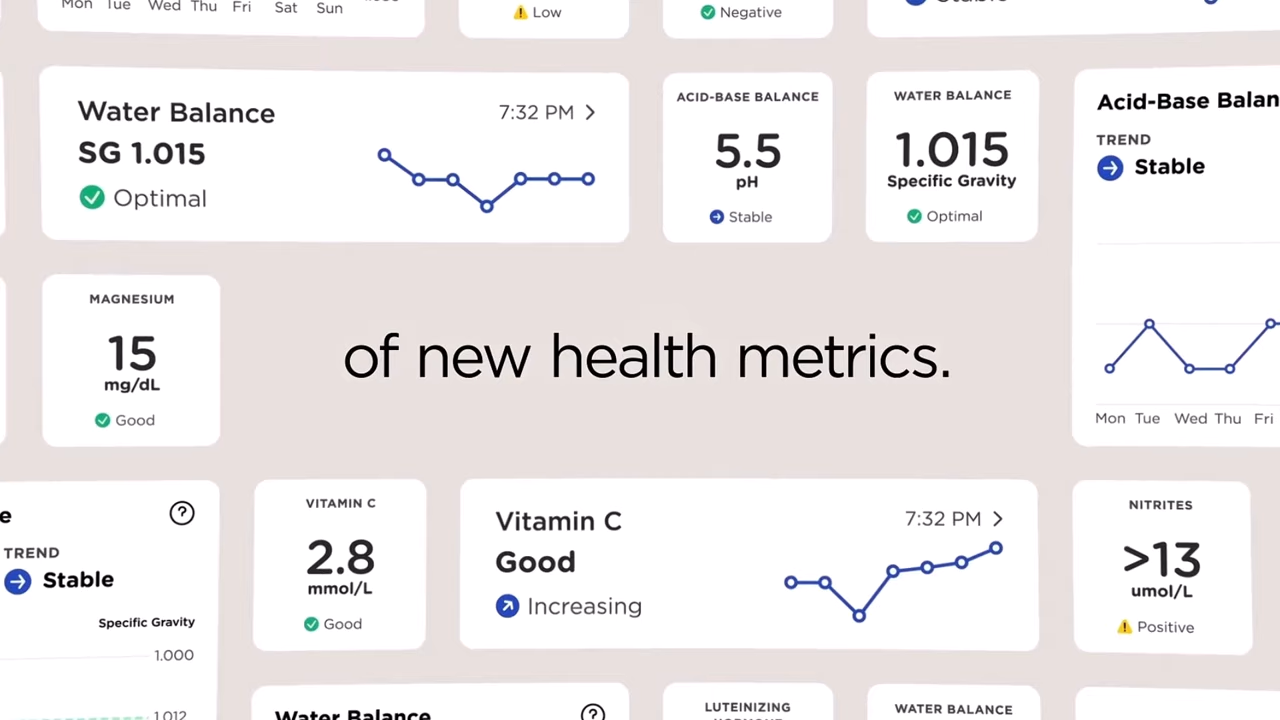 Mon Tue Wed Thu Fri Sat Sun
Low
Negative
Water Balance
7:32 PM
SG 1.015
Optimal
ACID-BASE BALANCE
5.5
pH
Stable
WATER BALANCE
1.015
Specific Gravity
Optimal
Acid-Base Balan
TREND
Stable
Mon Tue Wed Thu Fri
MAGNESIUM
15
mg/dL
Good
of new health metrics.
e
TREND
Stable
Specific Gravity
1.000
1.012
VITAMIN C
2.8
mmol/L
Good
Vitamin C
7:32 PM
Good
Increasing
NITRITES
>13
umol/L
Positive
Water Balance
LUTEINIZING
WATER BALANCE